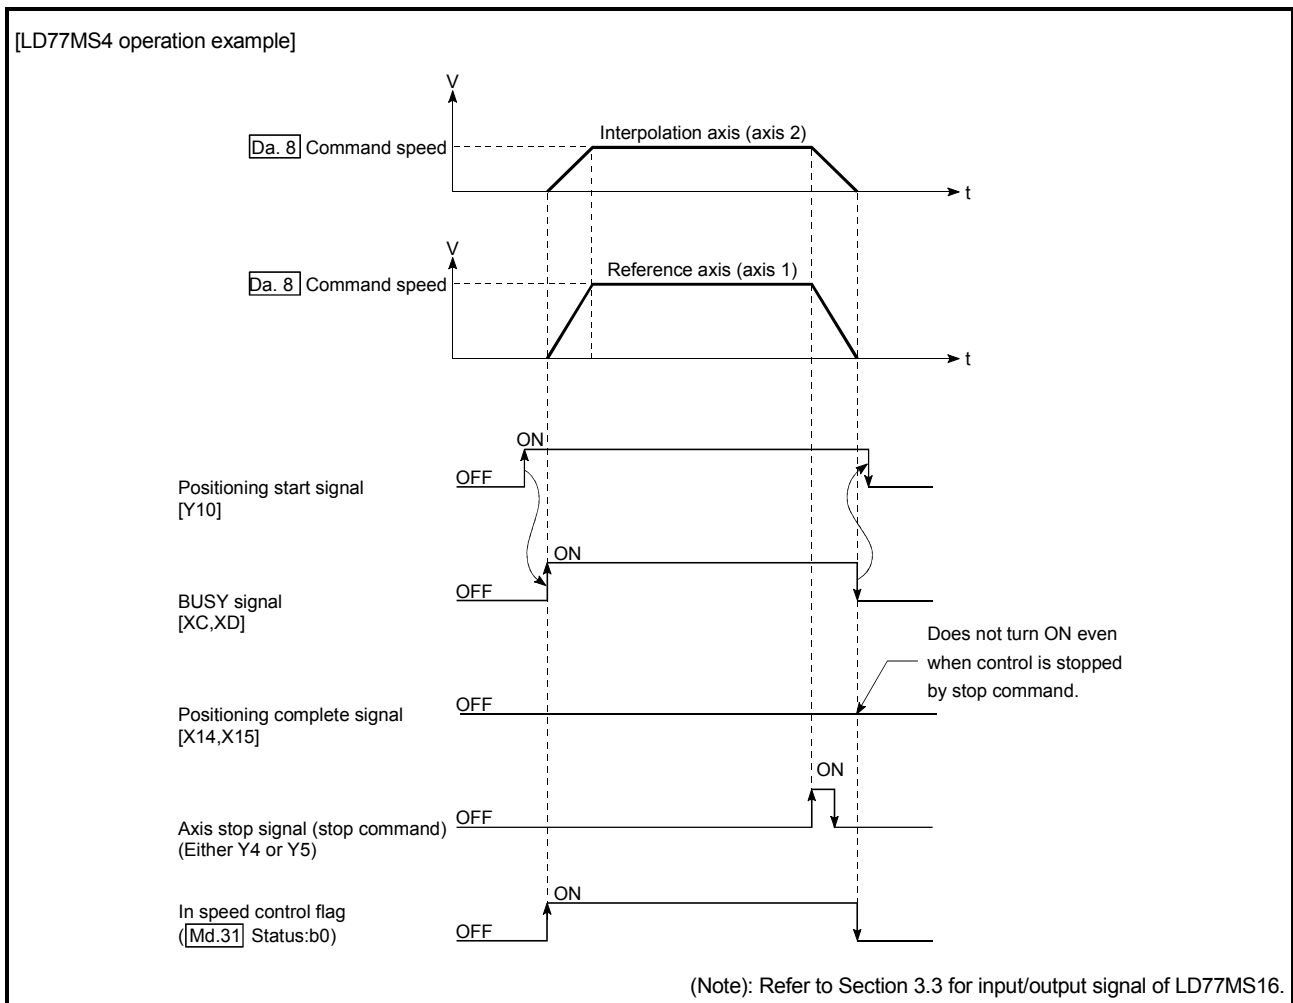 [LD77MS4 operation example]
V
Interpolation axis (axis 2)
Da. 8 Command speed
t
V
Reference axis (axis 1)
Da. 8 Command speed
t
ON
OFF
Positioning start signal
[Y10]
ON
OFF
BUSY signal
[XC,XD]
Does not turn ON even
when control is stopped
by stop command.
OFF
Positioning complete signal
[X14,X15]
ON
OFF
Axis stop signal (stop command)
(Either Y4 or Y5)
ON
In speed control flag
(Md.31 Status:b0)
OFF
(Note): Refer to Section 3.3 for input/output signal of LD77MS16.